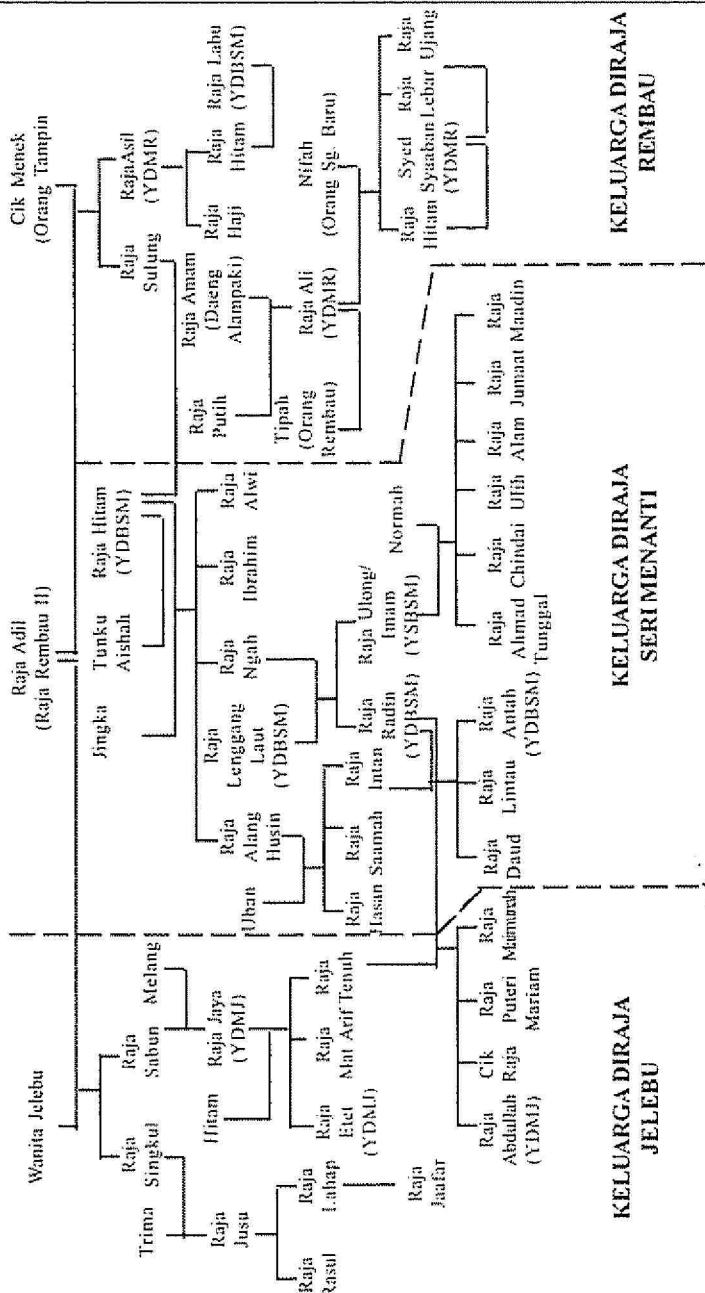 Raja Adil
(Raja Rembau II)
Wanita Jelebu
Cik Menek
(Orang Tampin
Raja
Singkul
Raja
Sabun
Trima
Melang
Raja
Jusu
Hitam
Raja Jaya
(YDMJ)
Raja
Rasul
Raja
Lahap
Raja
Jaafar
Raja
Etet
(YDMJ)
Raja
Mat Arif
Raja
Tenuh
Raja
Abdullah
(YDMJ)
Cik
Raja
Raja
Puteri
Mariam
Raja
Maimunah
KELUARGA DIRAJA
JELEBU
Jingka
Tunku
Aishah
Raja Hitam
(YDBSM)
Uban
Raja
Alang
Husin
Raja
Lenggang
Laut
(YDBSM)
Raja
Ngah
Raja
Ibrahim
Raja
Alwi
Raja
Hasan
Raja
Saamah
Raja
Intan
Raja
Radin
(YDBSM)
Raja Ulong/
Imam
(YSBSM)
Normah
Raja
Daud
Raja
Lintau
Raja
Antah
(YDBSM)
Raja
Ahmad
Tunggal
Raja
Chindai
Raja
Ulih
Raja
Alam
Raja
Jumaat
Raja
Maadin
KELUARGA DIRAJA
SERI MENANTI
Raja
Sulung
RajaAsil
(YDMR)
Raja
Haji
Raja
Hitam
Raja Labu
(YDBSM)
Raja
Putih
Raja Amam
(Daeng
Alampaki)
Tipah
(Orang
Rembau)
Raja Ali
(YDMR)
Nifah
(Orang Sg. Baru)
Raja
Hitam
Syed
Syaaban
(YDMR)
Raja
Lebar
Raja
Ujang
KELUARGA DIRAJA
REMBAU